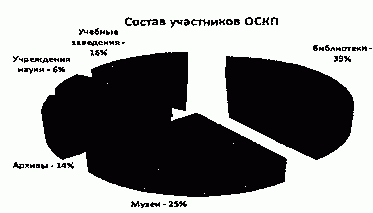 Состав участников ОСКП
Учебные
заведения -
16%
библиотеки -
39%
Учреждения
науки - 6%
Архивы - 14%
Музеи - 25%